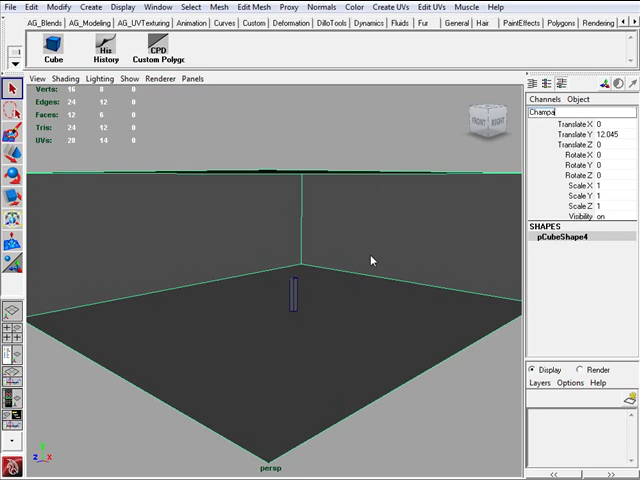 File Edit Modify Create Display Window Select Mesh Edit Mesh Proxy Normals Color Create UVs Edit UVs Muscle Help
AG_Blends AG_Modeling AG_UVTexturing Animation Curves Custom Deformation DilloTools Dynamics Fluids Fur General Hair PaintEffects Polygons Rendering
His CPD
Cube History Custom Polygc
View Shading Lighting Show Renderer Panels
Verts: 16 8 0
Edges: 24 12 0
Faces: 12 6 0
Tris: 24 12 0
UVs: 28 14 0
FRONT RIGHT
persp
Channels Object
Champa
Translate X 0
Translate Y 12.045
Translate Z 0
Rotate X 0
Rotate Y 0
Rotate Z 0
Scale X 1
Scale Y 1
Scale Z 1
Visibility on
SHAPES
pCubeShape4
Display Render
Layers Options Help
<< >>